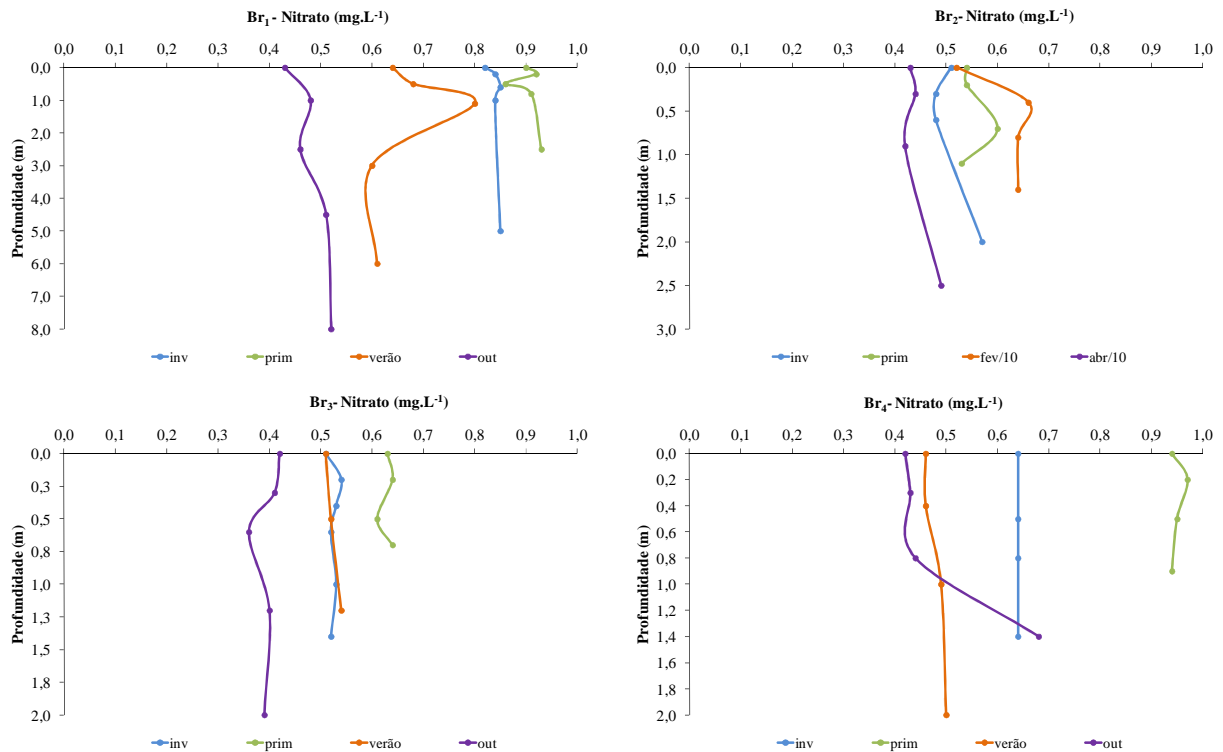 Br₁- Nitrato (mg.L⁻¹)
0,0 0,1 0,2 0,3 0,4 0,5 0,6 0,7 0,8 0,9 1,0
0,0
1,0
2,0
3,0
4,0
5,0
6,0
7,0
8,0
Profundidade (m)
inv prim verão out
Br₂- Nitrato (mg.L⁻¹)
0,0 0,1 0,2 0,3 0,4 0,5 0,6 0,7 0,8 0,9 1,0
0,0
0,5
1,0
1,5
2,0
2,5
3,0
Profundidade (m)
inv prim fev/10 abr/10
Br₃- Nitrato (mg.L⁻¹)
0,0 0,1 0,2 0,3 0,4 0,5 0,6 0,7 0,8 0,9 1,0
0,0
0,3
0,5
0,8
1,0
1,3
1,5
1,8
2,0
Profundidade (m)
inv prim verão out
Br₄- Nitrato (mg.L⁻¹)
0,0 0,1 0,2 0,3 0,4 0,5 0,6 0,7 0,8 0,9 1,0
0,0
0,2
0,4
0,6
0,8
1,0
1,2
1,4
1,6
1,8
2,0
Profundidade (m)
inv prim verão out